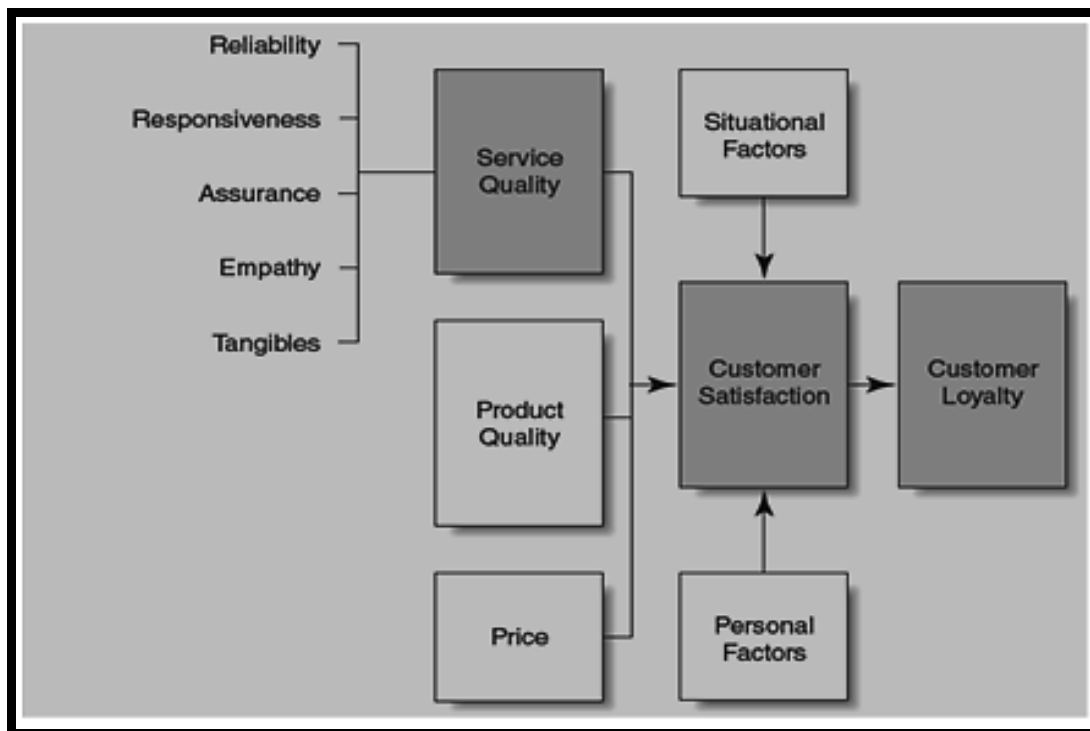 Reliability
Responsiveness
Assurance
Empathy
Tangibles
Service
Quality
Product
Quality
Price
Situational
Factors
Customer
Satisfaction
Personal
Factors
Customer
Loyalty